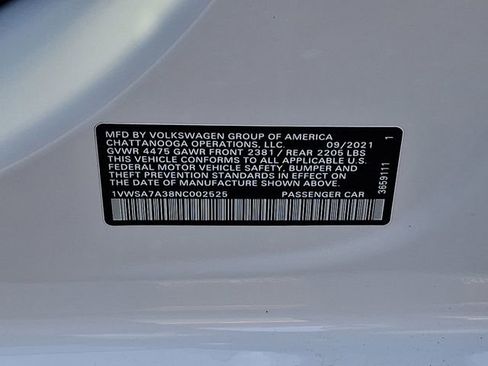 MFD BY VOLKSWAGEN GROUP OF AMERICA
CHATTANOOGA OPERATIONS, LLC. 09/2021
GVWR 4475 GAWR FRONT 2381 / REAR 2205 LBS
THIS VEHICLE CONFORMS TO ALL APPLICABLE U.S.
FEDERAL MOTOR VEHICLE SAFETY, BUMPER AND
THEFT PREVENTION STANDARDS IN EFFECT ON
THE DATE OF MANUFACTURE SHOWN ABOVE.
1VWSA7A38NC002525 PASSENGER CAR
3659111 1